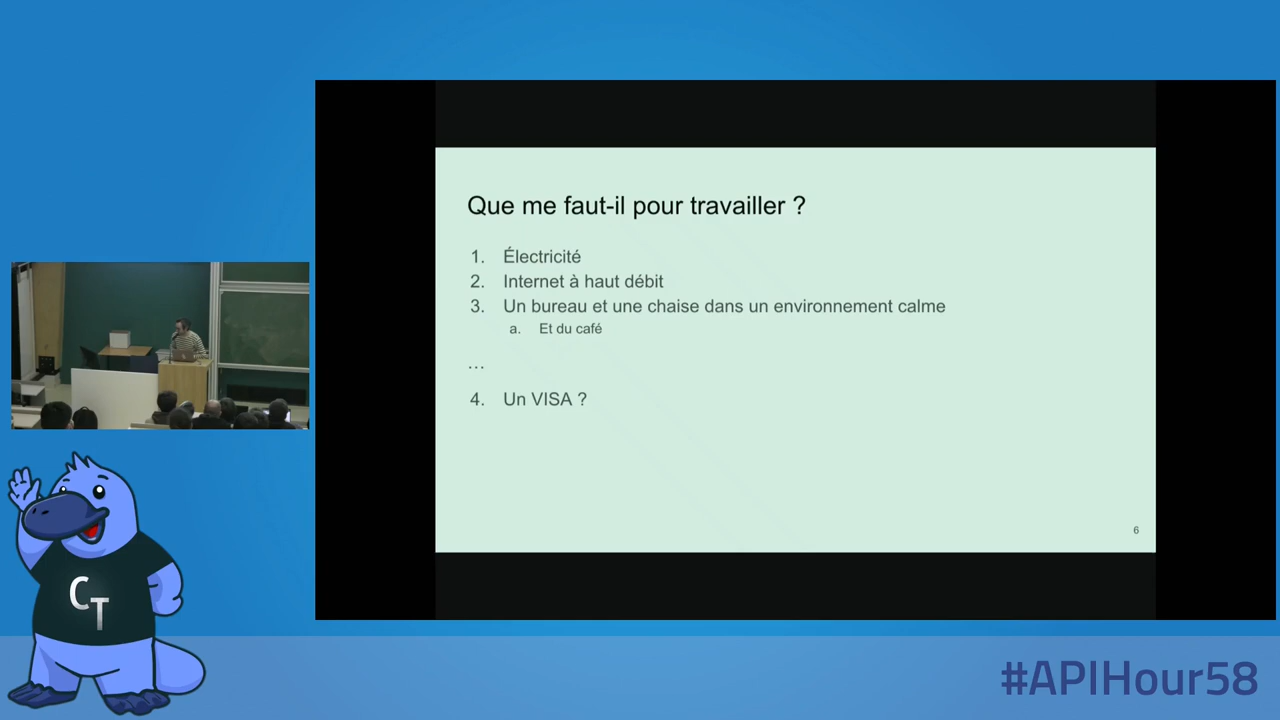 Que me faut-il pour travailler ?
1. Électricité
2. Internet à haut débit
3. Un bureau et une chaise dans un environnement calme
a. Et du café
…
4. Un VISA ?
6
CT
#APIHour58